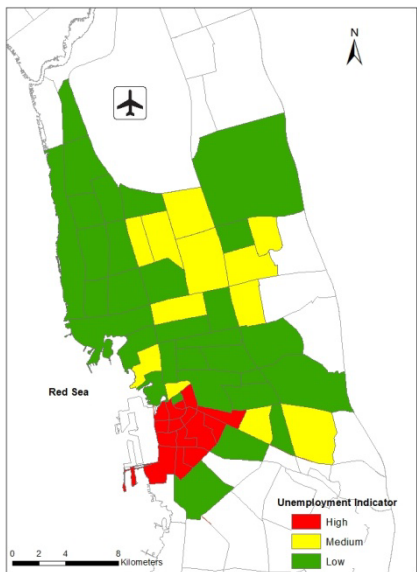 N
Red Sea
Unemployment Indicator
High
Medium
Low
0 2 4 8
Kilometers